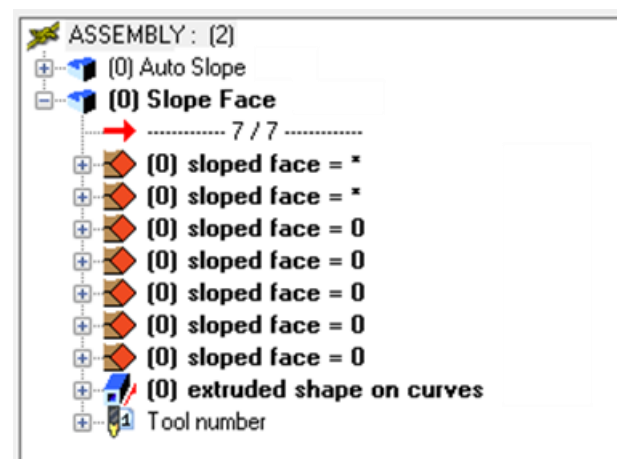 ASSEMBLY : (2)
(0) Auto Slope
(0) Slope Face
------------ 7 / 7 -------------
(0) sloped face = *
(0) sloped face = *
(0) sloped face = 0
(0) sloped face = 0
(0) sloped face = 0
(0) sloped face = 0
(0) sloped face = 0
(0) extruded shape on curves
1 Tool number